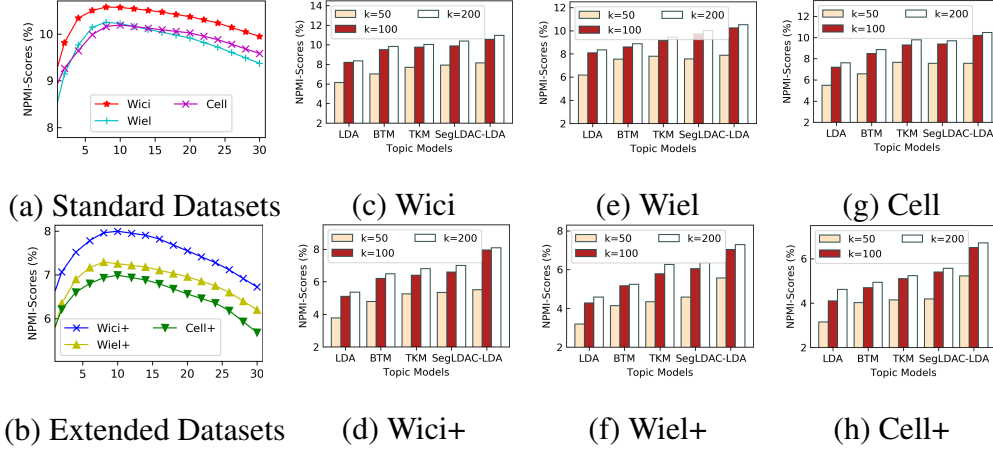 NPMI-Scores (%)
10
9
8
Wici
Wiel
Cell
5 10 15 20 25 30
(a) Standard Datasets
NPMI-Scores (%)
12
10
8
6
4
2
k=50
k=100
k=200
LDA BTM TKM SegLDAC-LDA
Topic Models
(c) Wici
NPMI-Scores (%)
12
10
8
6
4
2
k=50
k=100
k=200
LDA BTM TKM SegLDAC-LDA
Topic Models
(e) Wiel
NPMI-Scores (%)
12
10
8
6
4
2
k=50
k=100
k=200
LDA BTM TKM SegLDAC-LDA
Topic Models
(g) Cell
NPMI-Scores (%)
8
7
6
Wici+
Wiel+
Cell+
5 10 15 20 25 30
(b) Extended Datasets
NPMI-Scores (%)
8
6
4
2
k=50
k=100
k=200
LDA BTM TKM SegLDAC-LDA
Topic Models
(d) Wici+
NPMI-Scores (%)
8
6
4
2
k=50
k=100
k=200
LDA BTM TKM SegLDAC-LDA
Topic Models
(f) Wiel+
NPMI-Scores (%)
6
4
2
k=50
k=100
k=200
LDA BTM TKM SegLDAC-LDA
Topic Models
(h) Cell+